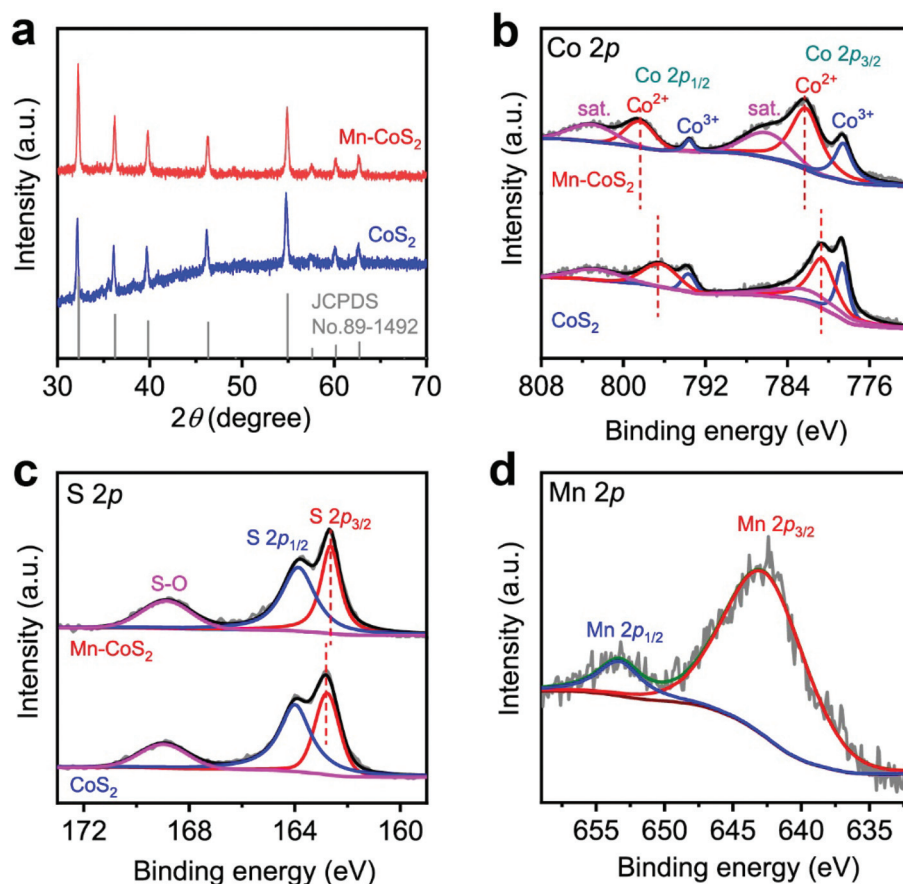 a
Intensity (a.u.)
Mn-CoS₂
CoS₂
JCPDS
No.89-1492
30 40 50 60 70
2θ (degree)
b
Co 2p
Intensity (a.u.)
Co 2p₁/₂
Co 2p₃/₂
sat. Co²⁺ Co³⁺ sat. Co²⁺ Co³⁺
Mn-CoS₂
CoS₂
808 800 792 784 776
Binding energy (eV)
c
S 2p
Intensity (a.u.)
S 2p₃/₂
S 2p₁/₂
S-O
Mn-CoS₂
CoS₂
172 168 164 160
Binding energy (eV)
d
Mn 2p
Intensity (a.u.)
Mn 2p₃/₂
Mn 2p₁/₂
655 650 645 640 635
Binding energy (eV)